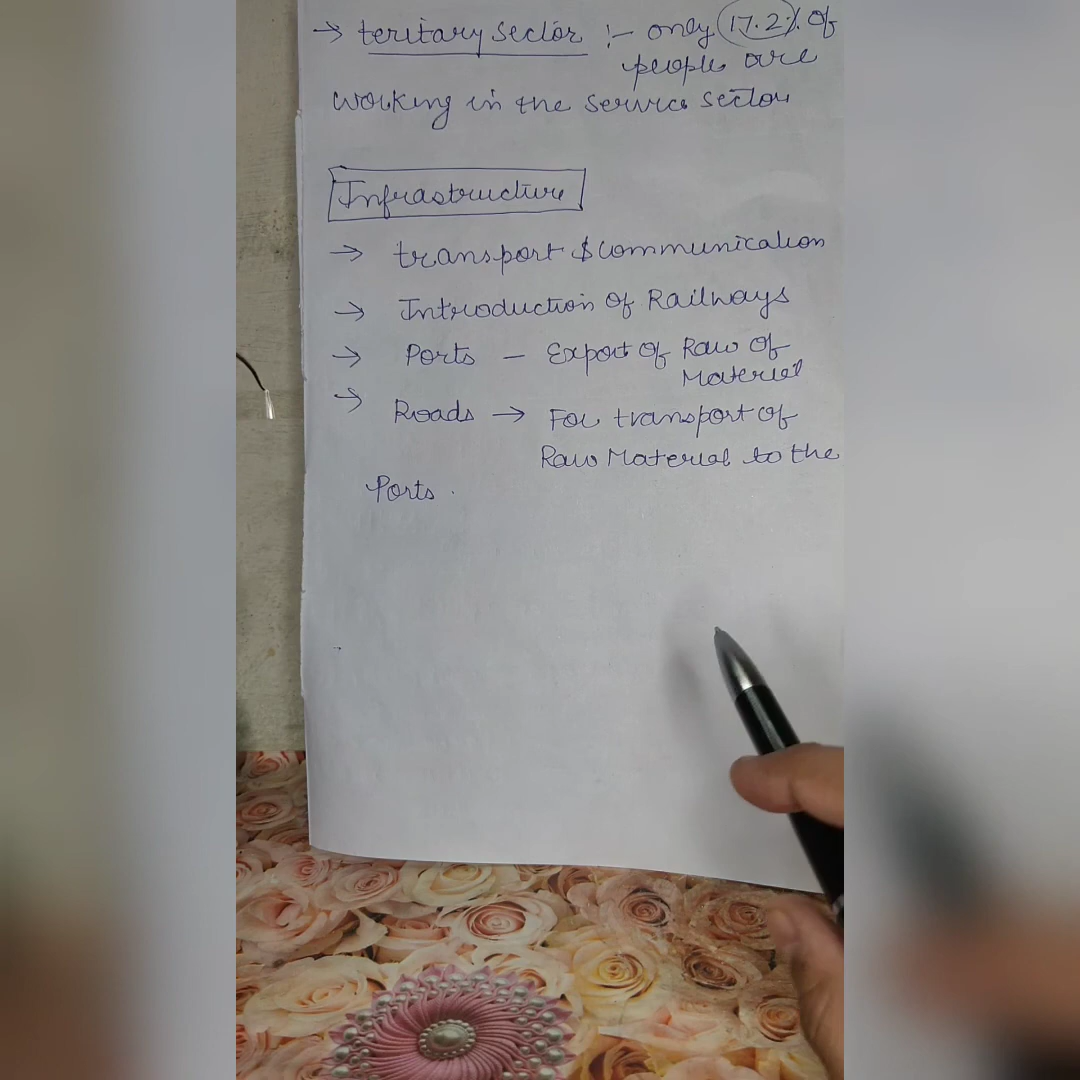 → teritary sector :- only 17.2% of
people are
working in the service sector
Infrastructure
→ transport & communication
→ Introduction of Railways
→ Ports - Export of Raw of
Material
→ Roads → For transport of
Raw Material to the
Ports.